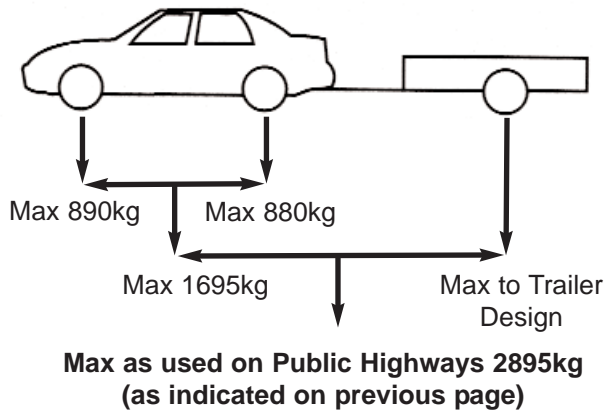 Max 890kg
Max 880kg
Max 1695kg
Max to Trailer
Design
Max as used on Public Highways 2895kg
(as indicated on previous page)